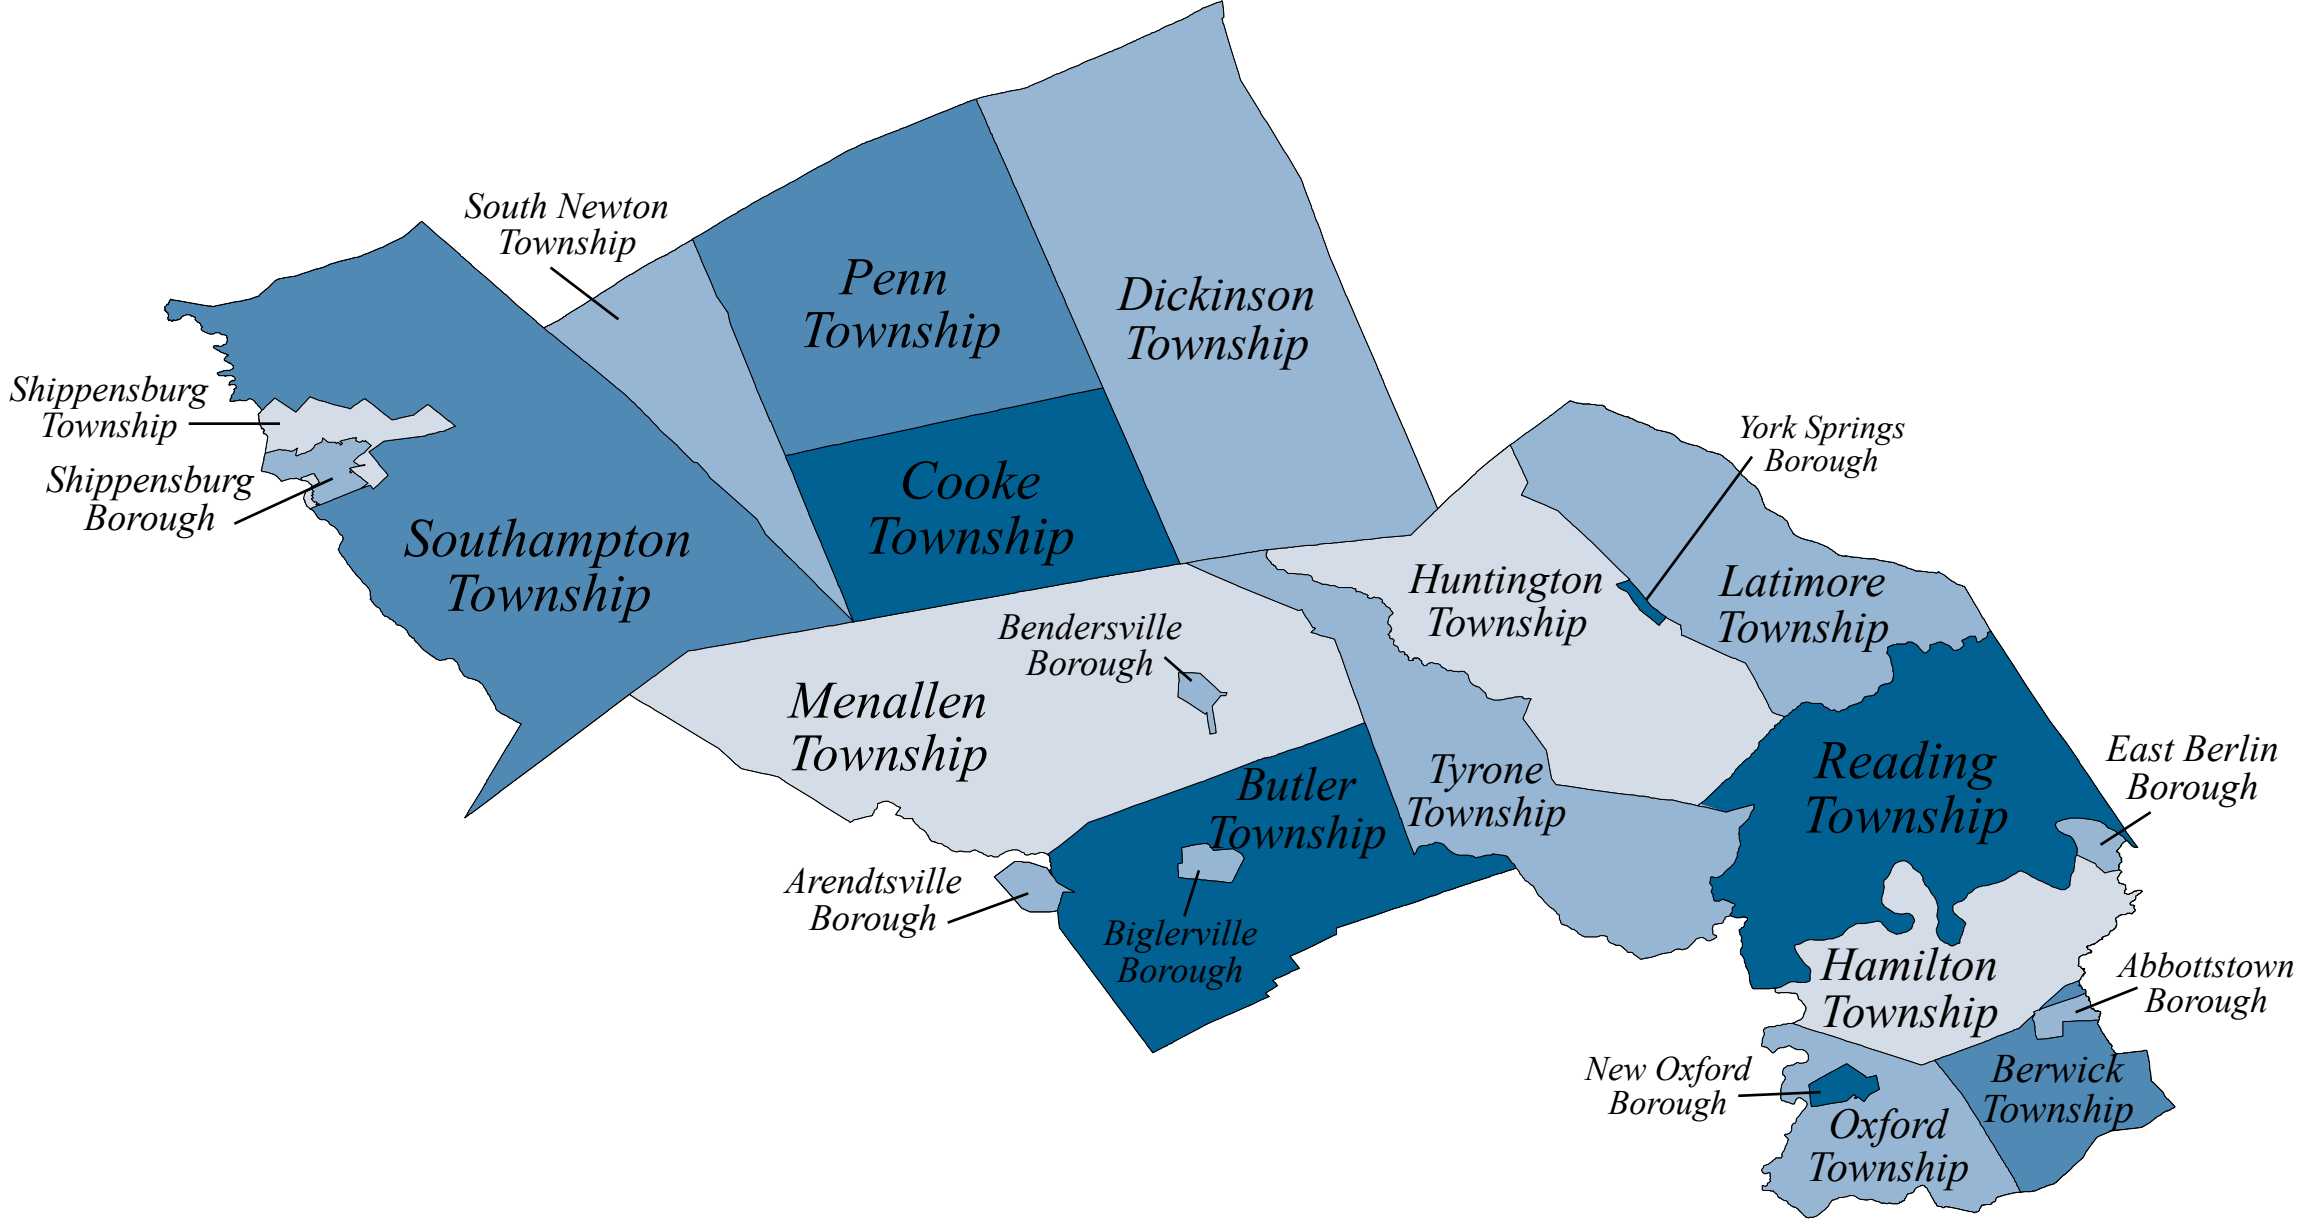 South Newton
Township
Penn
Township
Dickinson
Township
Shippensburg
Township
Shippensburg
Borough
Southampton
Township
Cooke
Township
York Springs
Borough
Huntington
Township
Latimore
Township
Bendersville
Borough
Menallen
Township
Butler
Township
Tyrone
Township
Reading
Township
East Berlin
Borough
Arendtsville
Borough
Biglerville
Borough
Hamilton
Township
Abbottstown
Borough
New Oxford
Borough
Berwick
Township
Oxford
Township